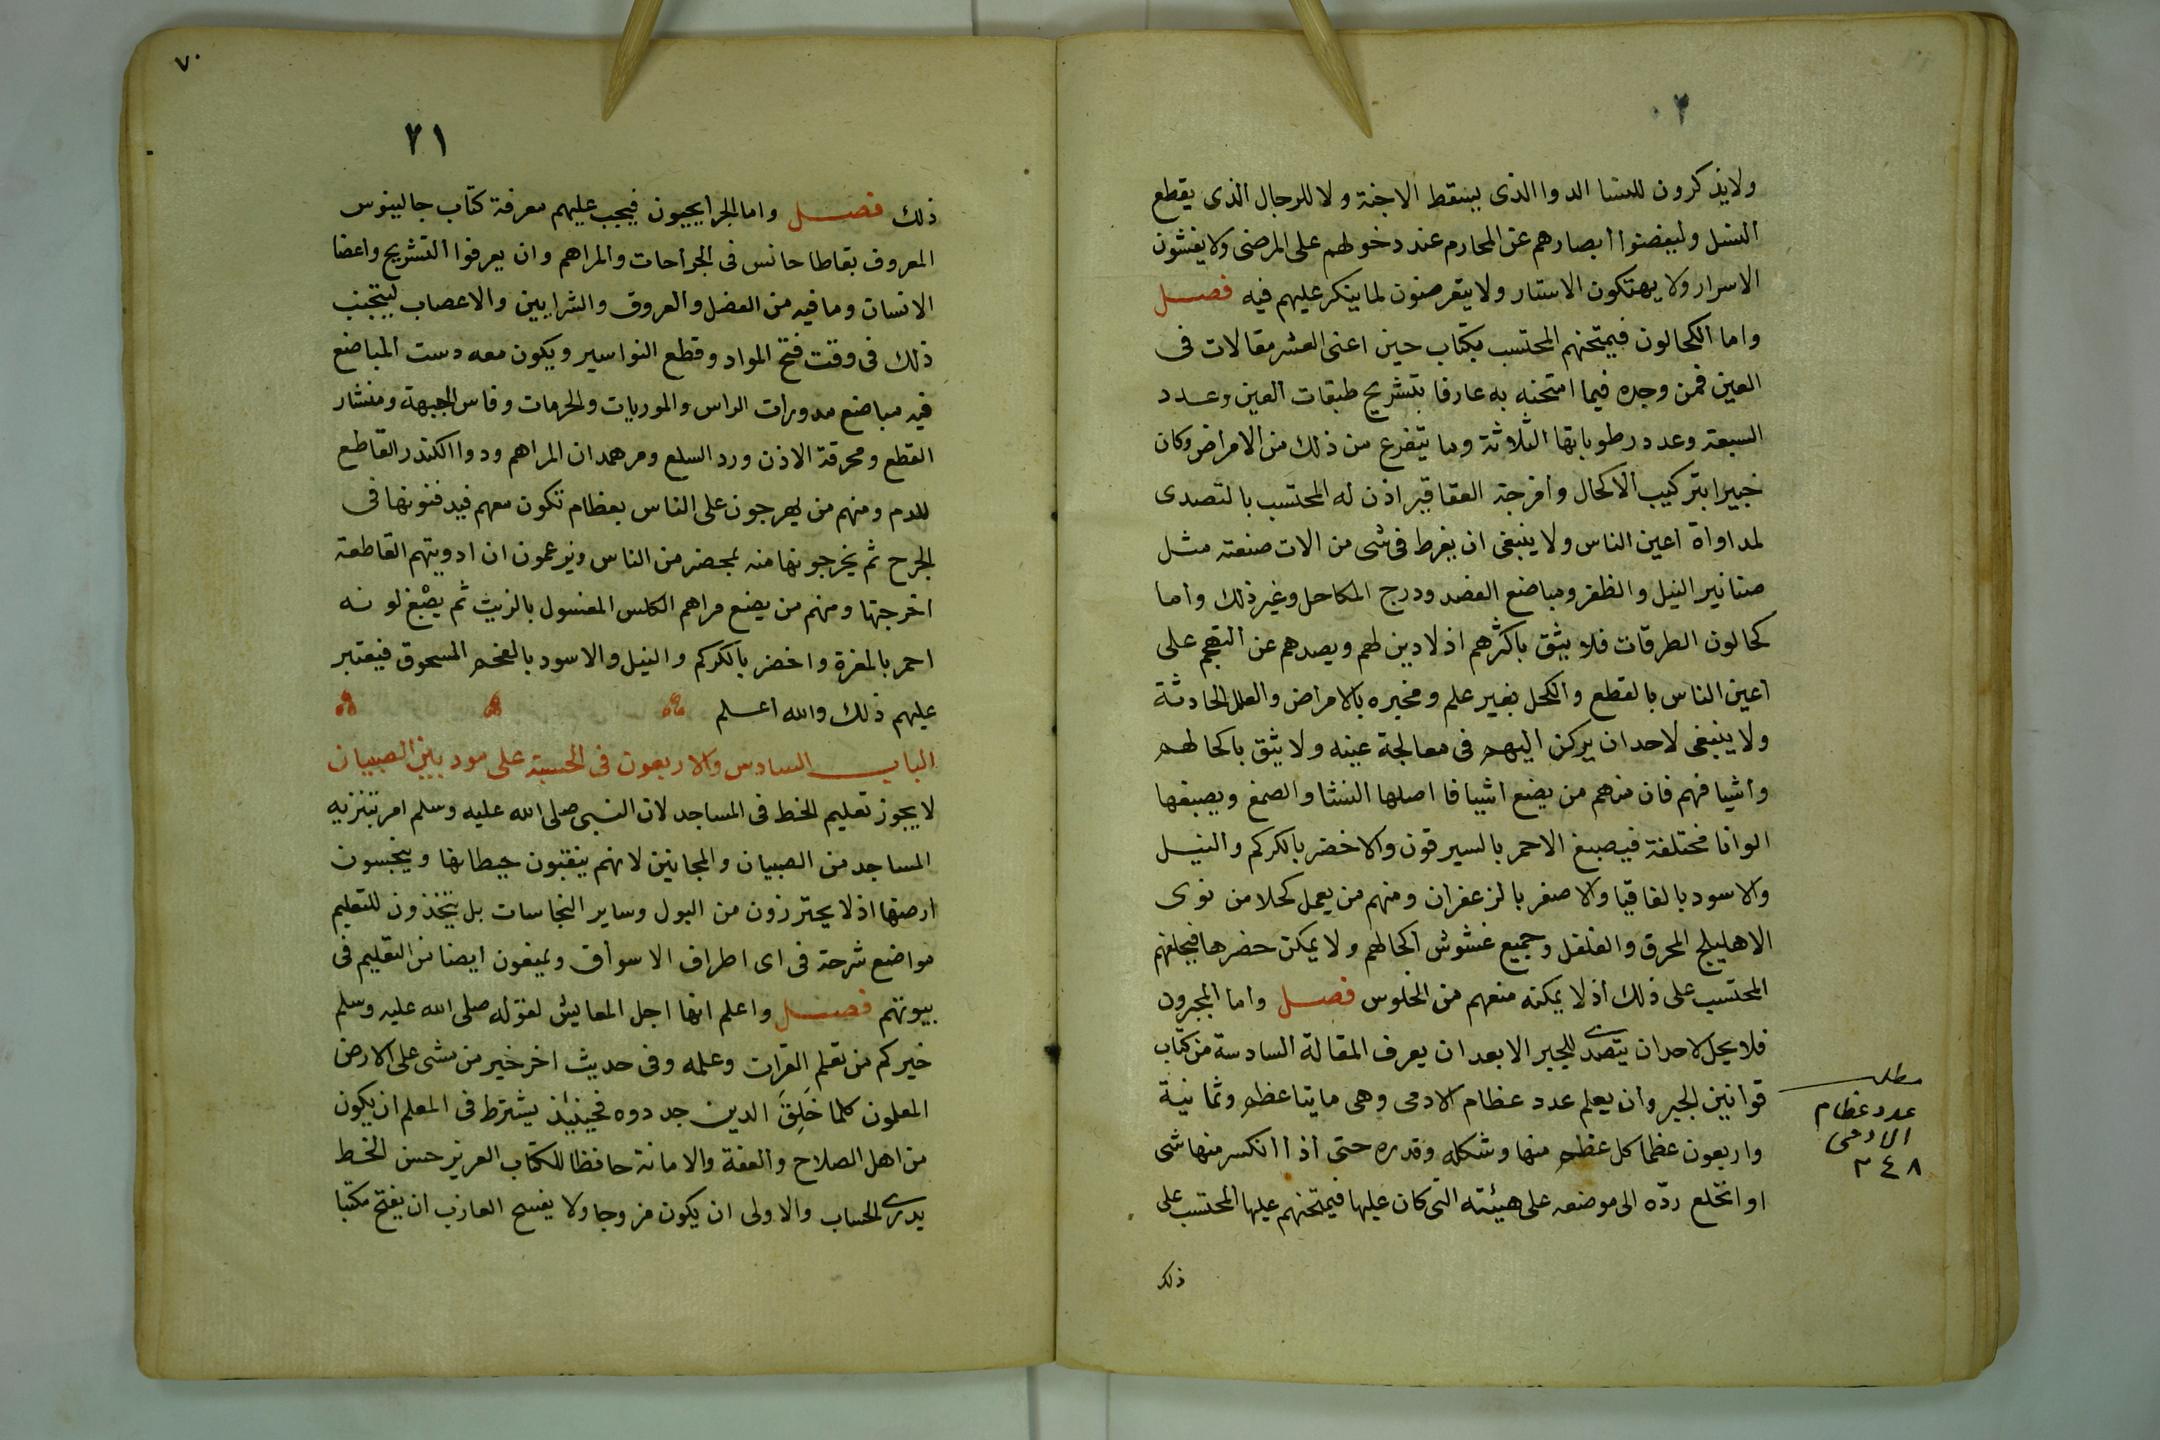 ٢٠
ولايذكرون للنسا الدوا الذى يسقط الاجنة ولا للرجال الذى يقطع
النسل وليغضوا ابصارهم عن المحارم عند دخولهم على المرضى ولا يفشون
الاسرار ولا يهتكون الاستار ولا يتعرضون لما ينكر عليهم فيه فصل
واما الكحالون فيمتحنهم المحتسب بكتاب حنين اعنى العشر مقالات فى
العين فمن وجده فيما امتحنه به عارفا بتشريح طبقات العين وعدد
السبعة وعدد رطوباتها الثلاثة وما يتفرع من ذلك من الامراض وكان
خبيرا بتركيب الاكحال وامزجة العقاقير اذن له المحتسب بالتصدى
لمداواة اعين الناس ولا ينبغى ان يفرط فى شى من الات صنعته مثل
صنانير النيل والظفر ومباضع الفصد ودرج المكاحل وغير ذلك واما
كحالون الطرقات فلا يثق باكثرهم اذ لا دين لهم ويصدهم عن التهجم على
اعين الناس بالقطع والكحل بغير علم ومخبره بالامراض والعلل الحادثة
ولا ينبغى لاحد ان يركن اليهم فى معالجة عينه ولا يثق باكحالهم
واشيافهم فان منهم من يضع اشيافا اصلها النشا والصمغ ويصبغها
الوانا مختلفة فيصبغ الاحمر بالسيرقون والاخضر بالكركم والنيل
والاسود بالقاقيا والاصفر بالزعفران ومنهم من يعمل كحلا من نوى
الاهليلج المحرق والفلفل وجميع غشوش اكحالهم ولا يمكن حصرها فيحلفهم
المحتسب على ذلك اذ لا يمكنه منعهم من الجلوس فصل واما المجبرون
فلا يحل لاحد ان يتصدى للجبر الا بعد ان يعرف المقالة السادسة من كتاب
قوانين الجبر وان يعلم عدد عظام الادمى وهى مايتا عظم وثمانية
واربعون عظما كل عظم منها وشكله وقدره حتى اذا انكسر منها شى
او انخلع ردّه الى موضعه على هيئته التى كان عليها فيمتحنهم عليها المحتسب على
ذلك
مطلب
عدد عظام
الادمى
٢٤٨
٧٠
٢١
ذلك فصل واما الجرايحيون فيجب عليهم معرفة كتاب جالينوس
المعروف بقاطاجانس فى الجراحات والمراهم وان يعرفوا التشريح واعضا
الانسان وما فيه من العضل والعروق والشرايين والاعصاب ليتجنب
ذلك فى وقت فتح المواد وقطع النواسير ويكون معه دست المباضع
فيه مباضع مدورات الراس والموربات والحرمات وفاس الجبهة ومنشار
القطع ومحرقة الاذن ورد السلع ومرهمدان المراهم ودوا الكندر القاطع
للدم ومنهم من يهرجون على الناس بعظام تكون معهم فيدفنونها فى
الجرح ثم يخرجونها منه بمحضر من الناس ويزعمون ان ادويتهم القاطعة
اخرجتها ومنهم من يضع مراهم الكلس المغسول بالزيت ثم يصبغ لونه
احمر بالمغرة واخضر بالكركم والنيل والاسود بالفحم المسحوق فيعتبر
عليهم ذلك والله اعلم
الباب السادس والاربعون فى الحسبة على مودبين الصبيان
لا يجوز تعليم الخط فى المساجد لان النبى صلى الله عليه وسلم امر بتنزيه
المساجد من الصبيان والمجانين لانهم ينقبون حيطانها وينجسون
ارضها اذ لا يحترزون من البول وساير النجاسات بل يتخذون للتعليم
مواضع شرحة فى اى اطراف الاسواق ويمنعون ايضا من التعليم فى
بيوتهم فصل واعلم انها اجل المعايش لقوله صلى الله عليه وسلم
خيركم من تعلم القران وعلمه وفى حديث اخر خير من مشى على الارض
المعلمون كلما خَلِقَ الدين جددوه فحينيئذ يشترط فى المعلم ان يكون
من اهل الصلاح والعفة والامانة حافظا للكتاب العزيز حسن الخط
يدرى الحساب والاولى ان يكون مزوجا ولا يفسح العازب ان يفتح مكتبا